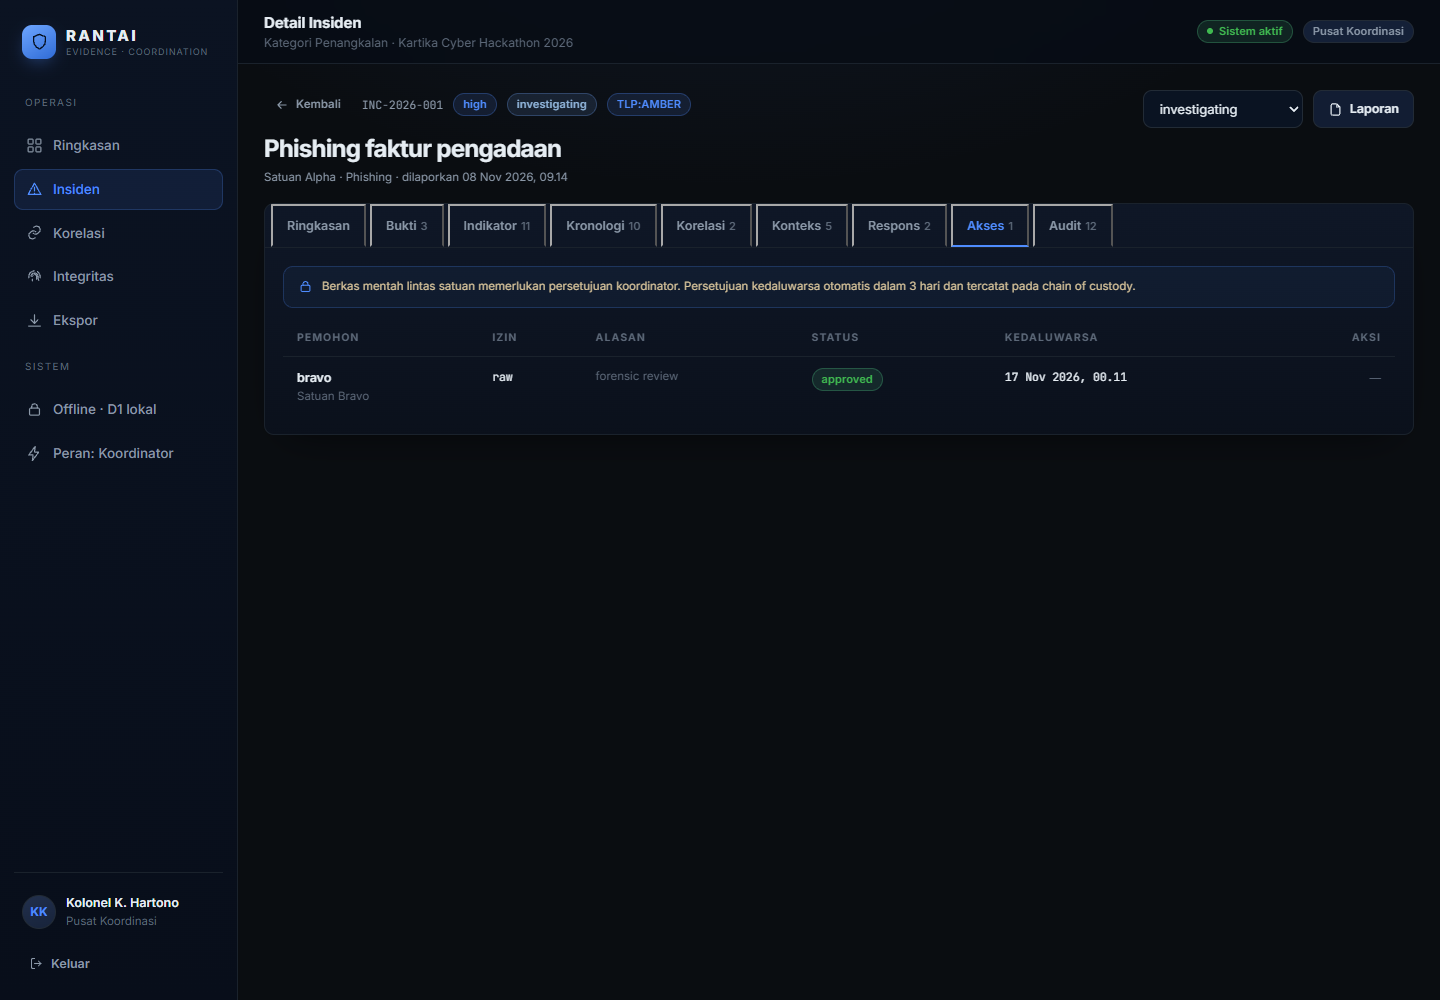 RANTAI
EVIDENCE · COORDINATION
OPERASI
Ringkasan
Insiden
Korelasi
Integritas
Ekspor
SISTEM
Offline · D1 lokal
Peran: Koordinator
KK
Kolonel K. Hartono
Pusat Koordinasi
Keluar
Detail Insiden
Kategori Penangkalan · Kartika Cyber Hackathon 2026
Sistem aktif
Pusat Koordinasi
Kembali INC-2026-001 high investigating TLP:AMBER
investigating
Laporan
Phishing faktur pengadaan
Satuan Alpha · Phishing · dilaporkan 08 Nov 2026, 09.14
Ringkasan Bukti 3 Indikator 11 Kronologi 10 Korelasi 2 Konteks 5 Respons 2 Akses 1 Audit 12
Berkas mentah lintas satuan memerlukan persetujuan koordinator. Persetujuan kedaluwarsa otomatis dalam 3 hari dan tercatat pada chain of custody.
PEMOHON IZIN ALASAN STATUS KEDALUWARSA AKSI
bravo raw forensic review approved 17 Nov 2026, 00.11 —
Satuan Bravo